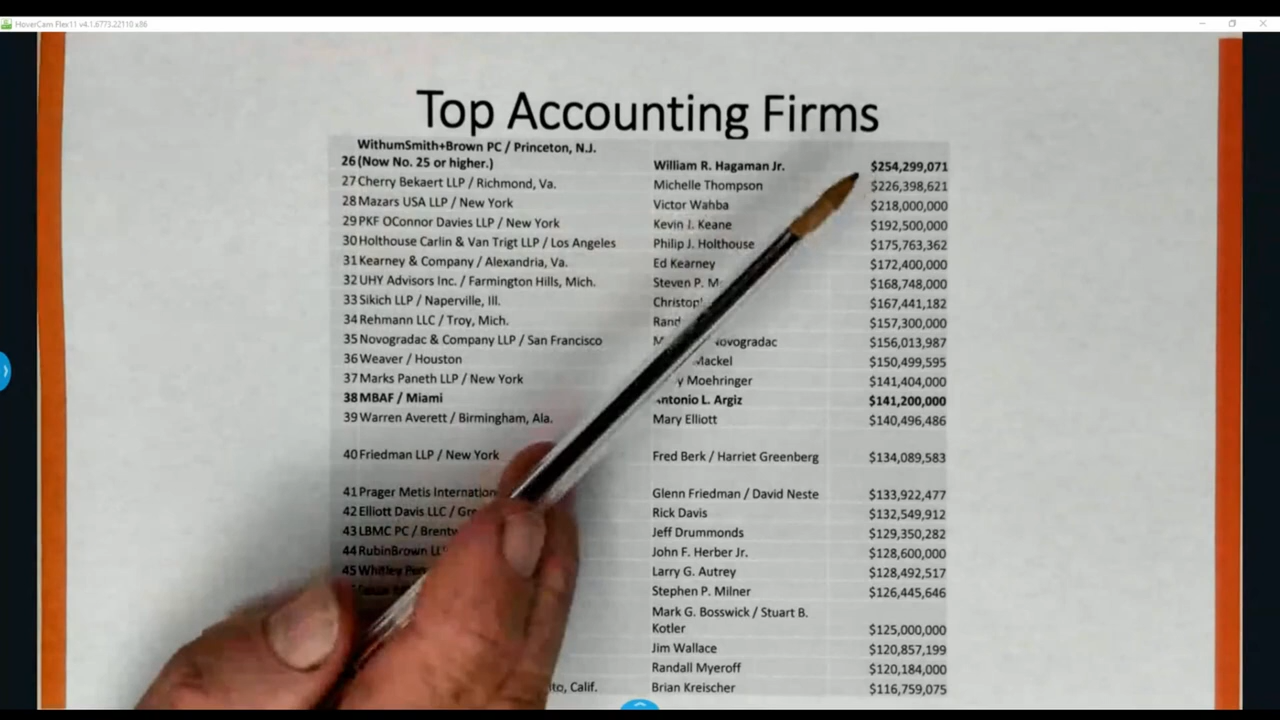 HoverCam Flex11 v4.1.6773.22110 x86
Top Accounting Firms
WithumSmith+Brown PC / Princeton, N.J.
26 (Now No. 25 or higher.) William R. Hagaman Jr. $254,299,071
27 Cherry Bekaert LLP / Richmond, Va. Michelle Thompson $226,398,621
28 Mazars USA LLP / New York Victor Wahba $218,000,000
29 PKF OConnor Davies LLP / New York Kevin J. Keane $192,500,000
30 Holthouse Carlin & Van Trigt LLP / Los Angeles Philip J. Holthouse $175,763,362
31 Kearney & Company / Alexandria, Va. Ed Kearney $172,400,000
32 UHY Advisors Inc. / Farmington Hills, Mich. Steven P. $168,748,000
33 Sikich LLP / Naperville, Ill. $167,441,182
34 Rehmann LLC / Troy, Mich. $157,300,000
35 Novogradac & Company LLP / San Francisco Novogradac $156,013,987
36 Weaver / Houston Mackel $150,499,595
37 Marks Paneth LLP / New York Moehringer $141,404,000
38 MBAF / Miami Antonio L. Argiz $141,200,000
39 Warren Averett / Birmingham, Ala. Mary Elliott $140,496,486
40 Friedman LLP / New York Fred Berk / Harriet Greenberg $134,089,583
41 Prager Metis Glenn Friedman / David Neste $133,922,477
42 Elliott Davis LLC / Rick Davis $132,549,912
43 LBMC PC / Jeff Drummonds $129,350,282
44 RubinBrown John F. Herber Jr. $128,600,000
45 Whitley Larry G. Autrey $128,492,517
Stephen P. Milner $126,445,646
Mark G. Bosswick / Stuart B.
Kotler $125,000,000
Jim Wallace $120,857,199
Randall Myeroff $120,184,000
Calif. Brian Kreischer $116,759,075